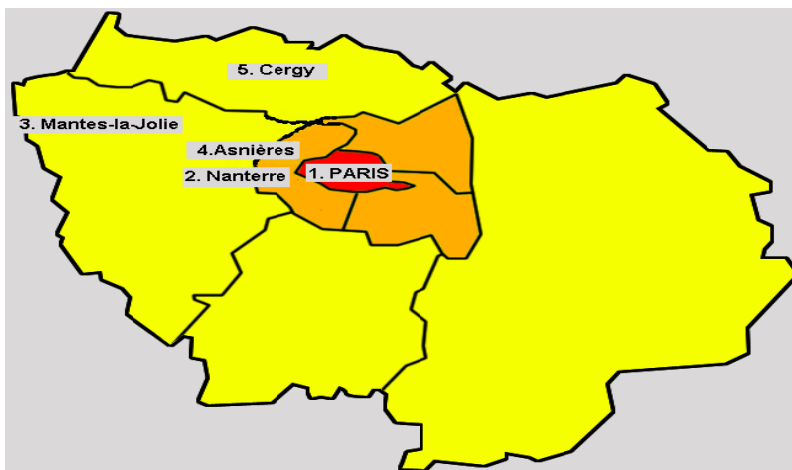 5. Cergy
3. Mantes-la-Jolie
4.Asnières
2. Nanterre
1. PARIS